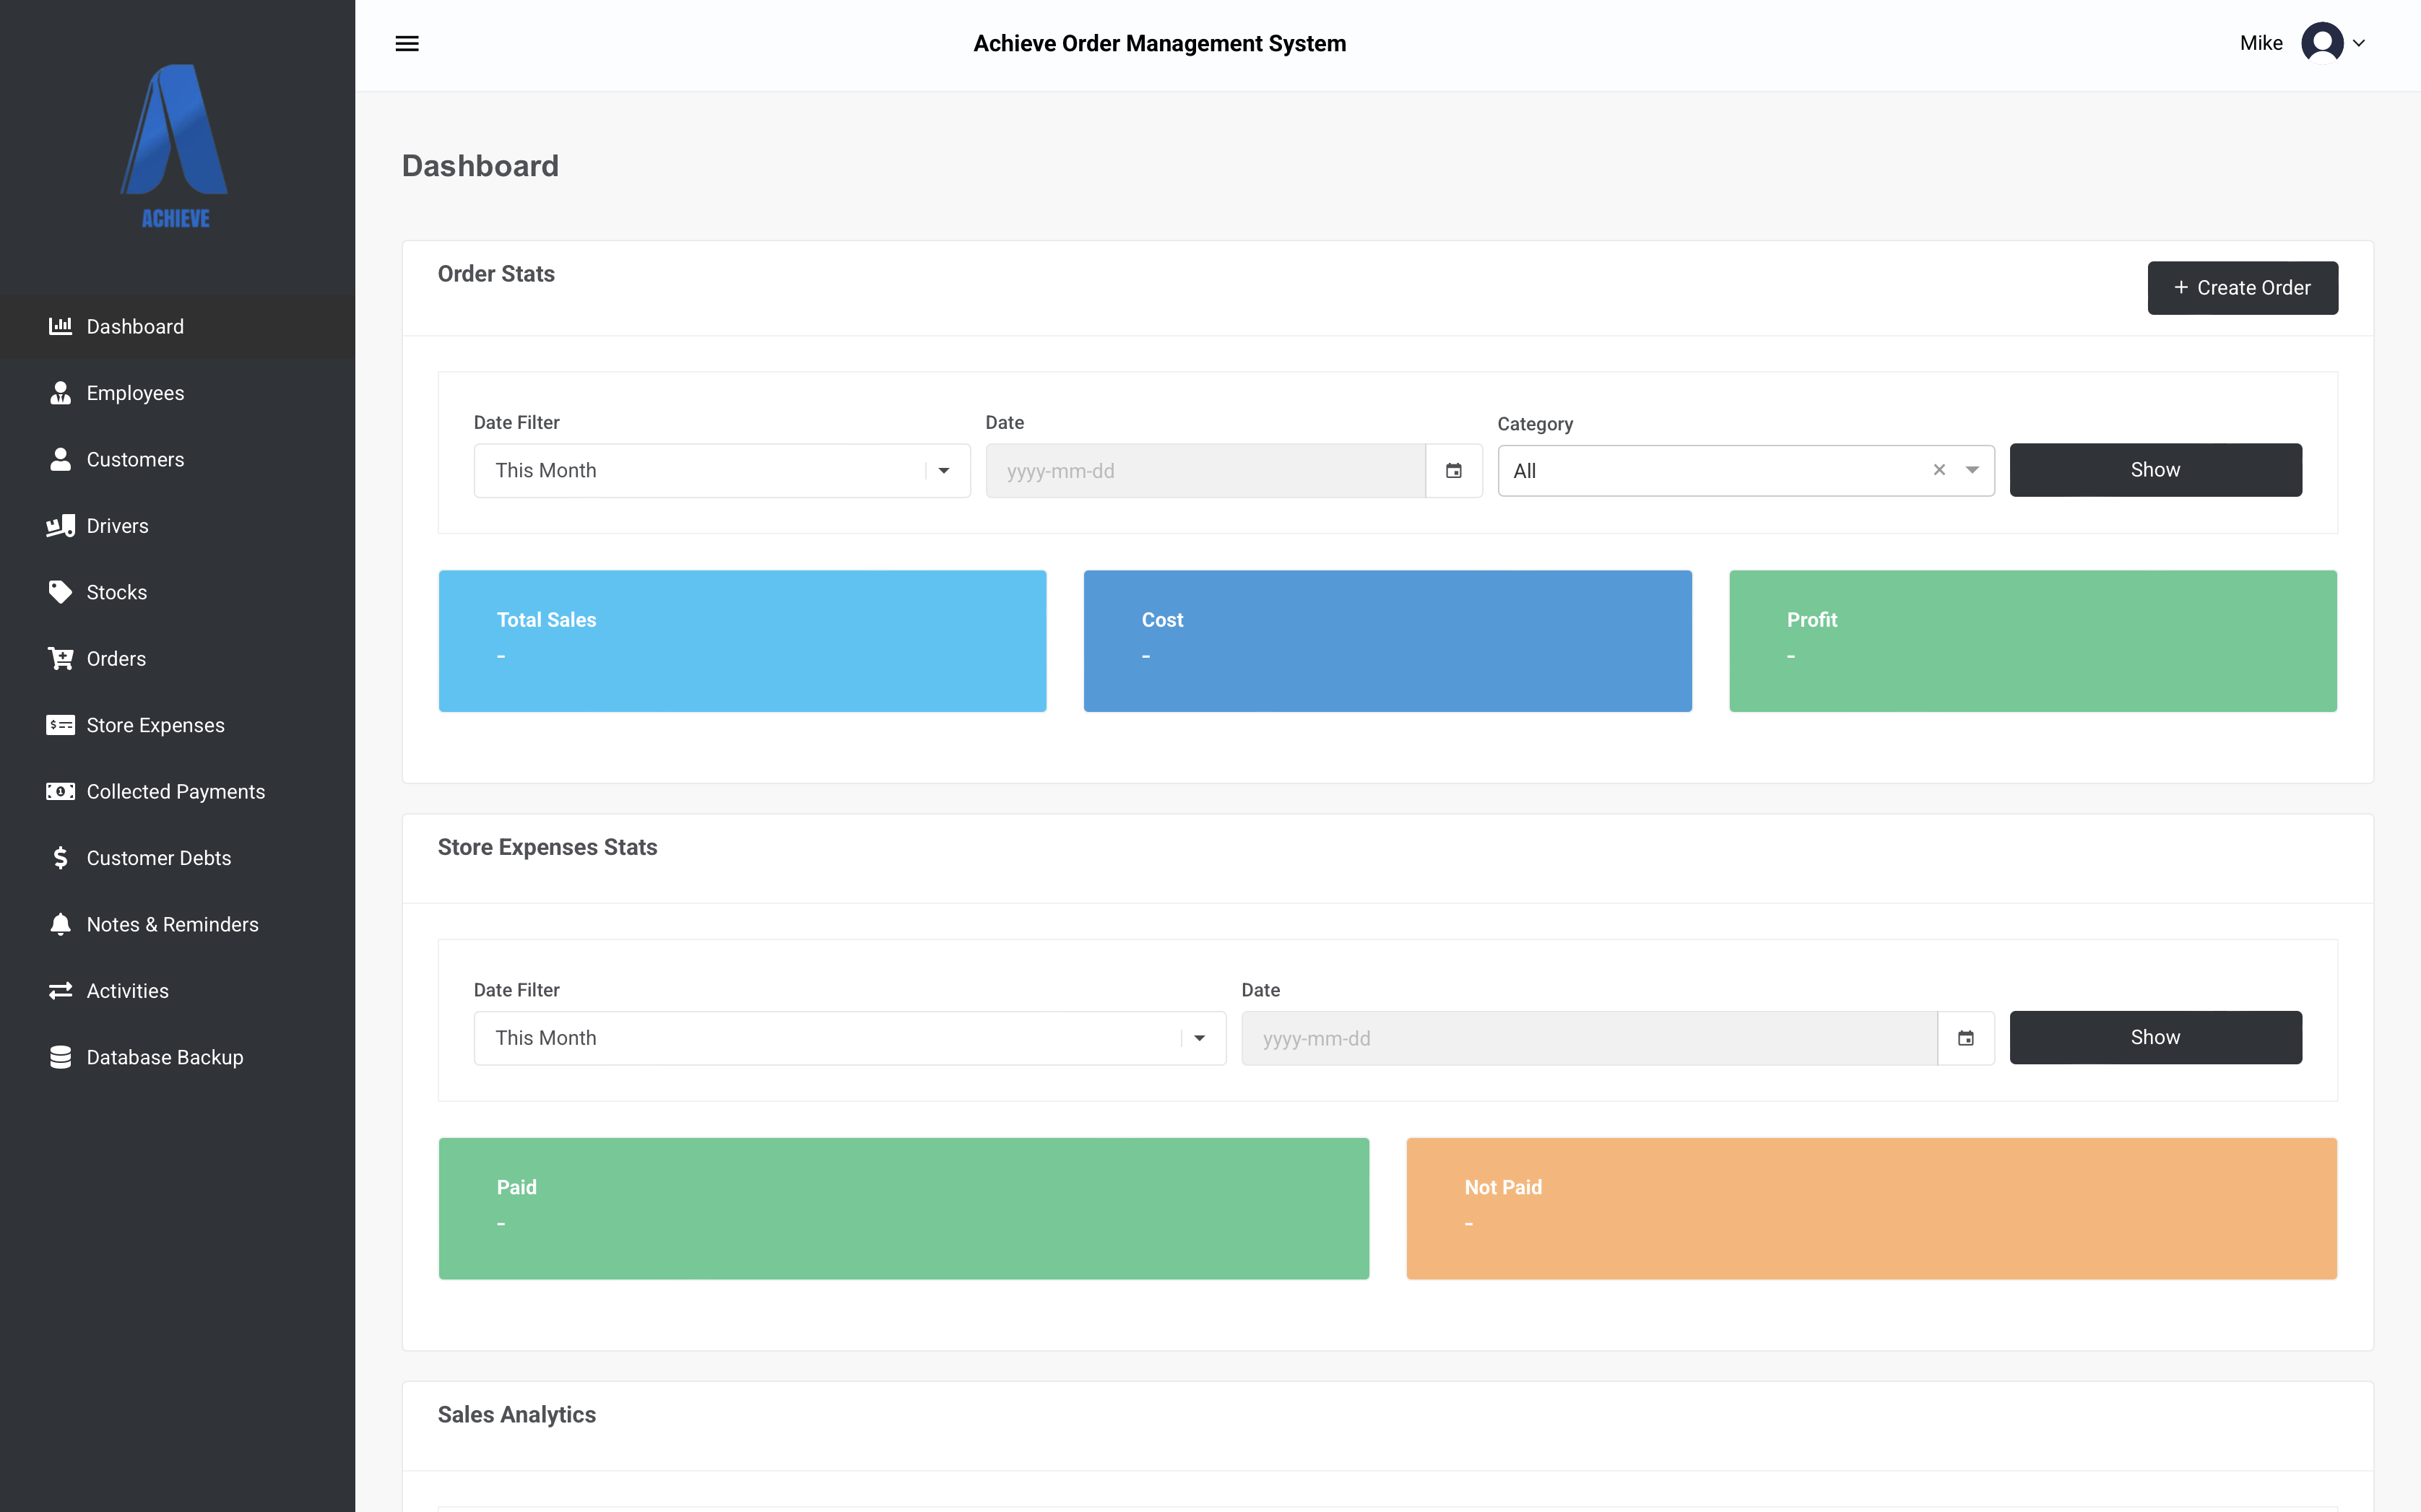 Achieve Order Management System
Mike
ACHIEVE
Dashboard
Employees
Customers
Drivers
Stocks
Orders
Store Expenses
Collected Payments
Customer Debts
Notes & Reminders
Activities
Database Backup
Dashboard
Order Stats
+ Create Order
Date Filter
Date
Category
This Month
yyyy-mm-dd
All
Show
Total Sales
-
Cost
-
Profit
-
Store Expenses Stats
Date Filter
Date
This Month
yyyy-mm-dd
Show
Paid
-
Not Paid
-
Sales Analytics